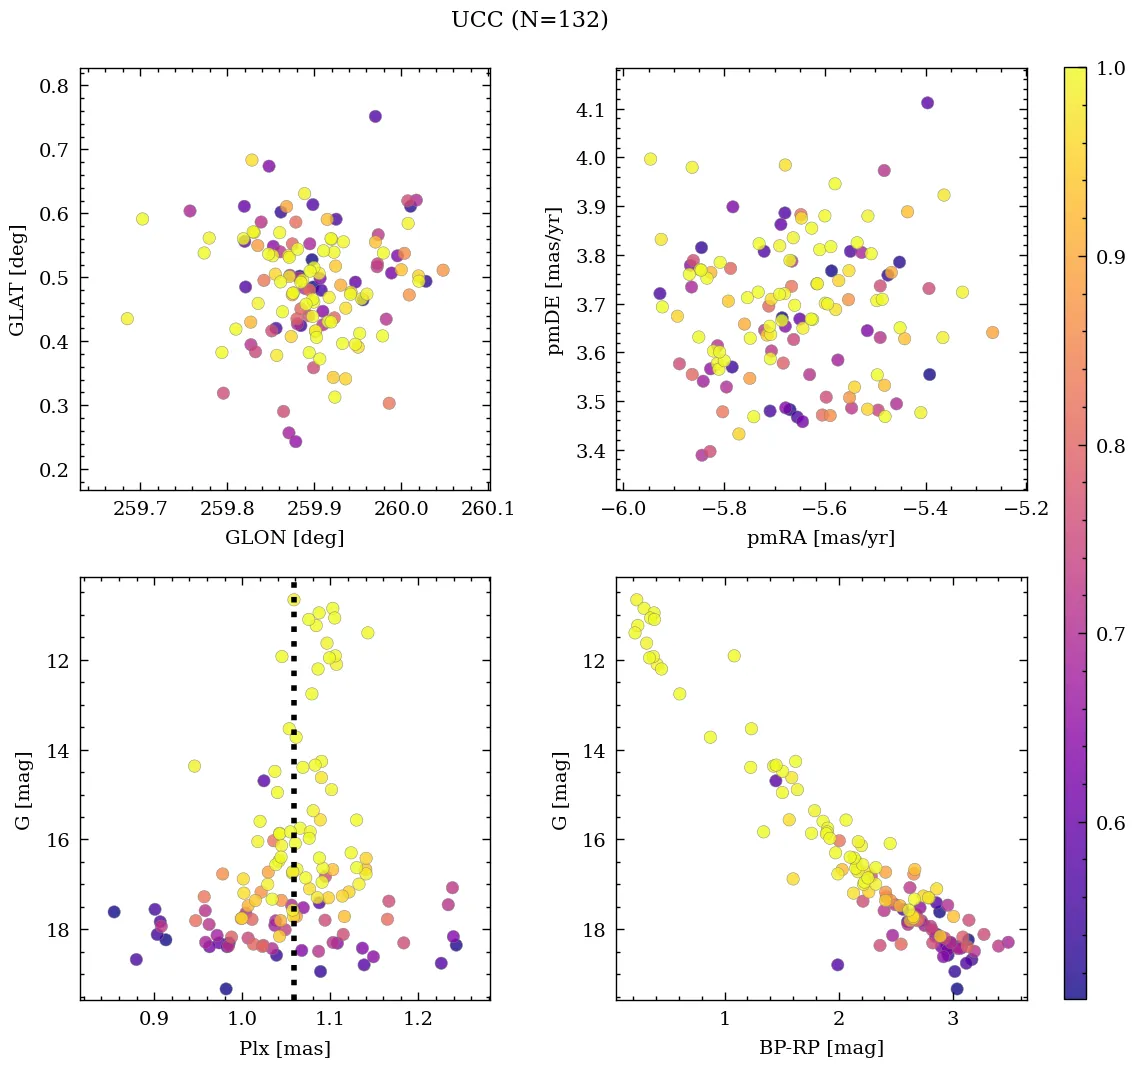 UCC (N=132)
0.8
0.7
0.6
0.5
0.4
0.3
0.2
GLAT [deg]
259.7 259.8 259.9 260.0 260.1
GLON [deg]
4.1
4.0
3.9
3.8
3.7
3.6
3.5
3.4
pmDE [mas/yr]
−6.0 −5.8 −5.6 −5.4 −5.2
pmRA [mas/yr]
1.0
0.9
0.8
0.7
0.6
12
14
16
18
G [mag]
0.9 1.0 1.1 1.2
Plx [mas]
12
14
16
18
G [mag]
1 2 3
BP-RP [mag]